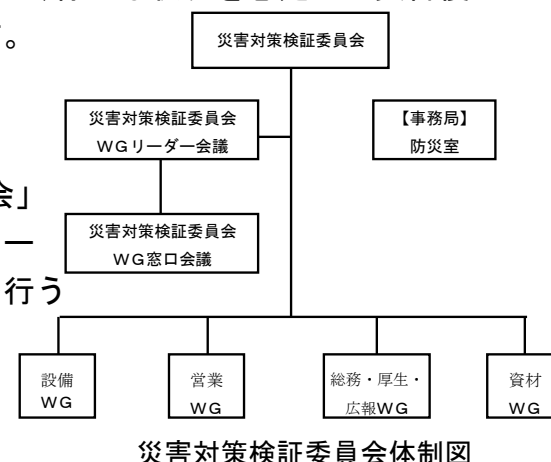 。
災害対策検証委員会
災害対策検証委員会
WGリーダー会議
【事務局】
防災室
会」
ー
行う
災害対策検証委員会
WG窓口会議
設備
WG
営業
WG
総務・厚生・
広報WG
資材
WG
災害対策検証委員会体制図